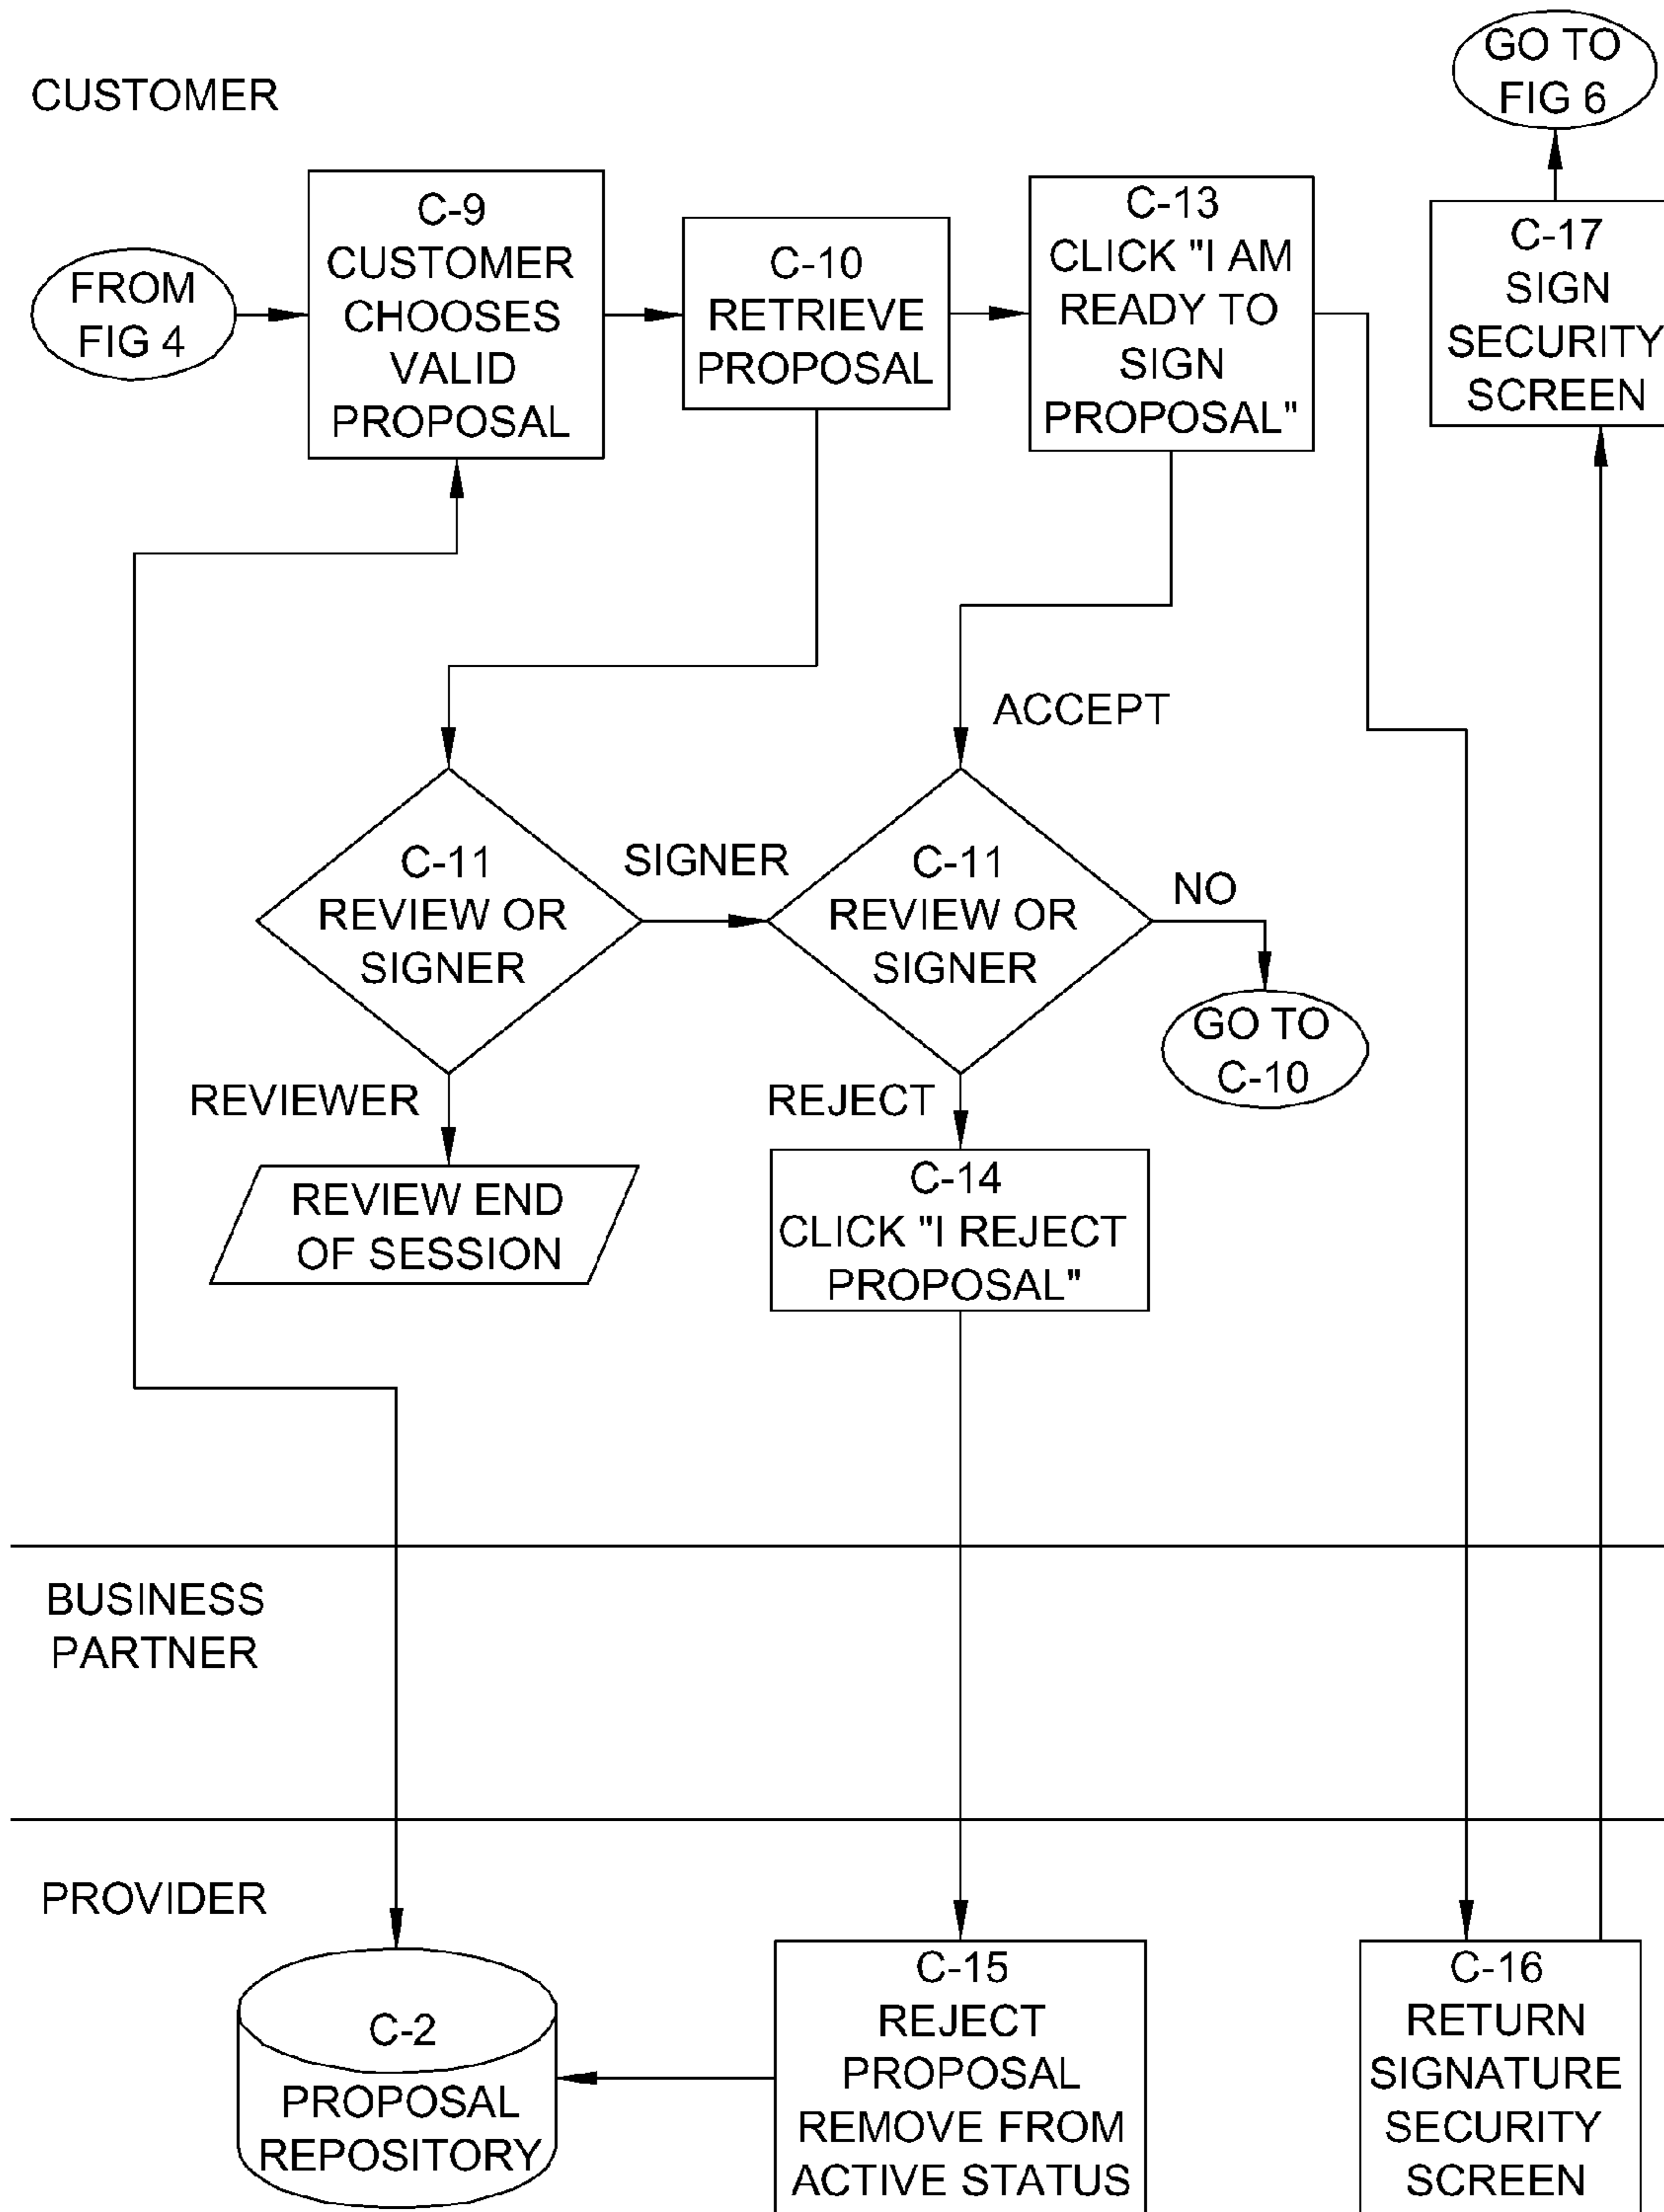 CUSTOMER
GO TO
FIG 6
FROM
FIG 4
C-9
CUSTOMER
CHOOSES
VALID
PROPOSAL
C-10
RETRIEVE
PROPOSAL
C-13
CLICK "I AM
READY TO
SIGN
PROPOSAL"
C-17
SIGN
SECURITY
SCREEN
ACCEPT
C-11
REVIEW OR
SIGNER
SIGNER
C-11
REVIEW OR
SIGNER
NO
GO TO
C-10
REVIEWER
REVIEW END
OF SESSION
REJECT
C-14
CLICK "I REJECT
PROPOSAL"
BUSINESS
PARTNER
PROVIDER
C-2
PROPOSAL
REPOSITORY
C-15
REJECT
PROPOSAL
REMOVE FROM
ACTIVE STATUS
C-16
RETURN
SIGNATURE
SECURITY
SCREEN